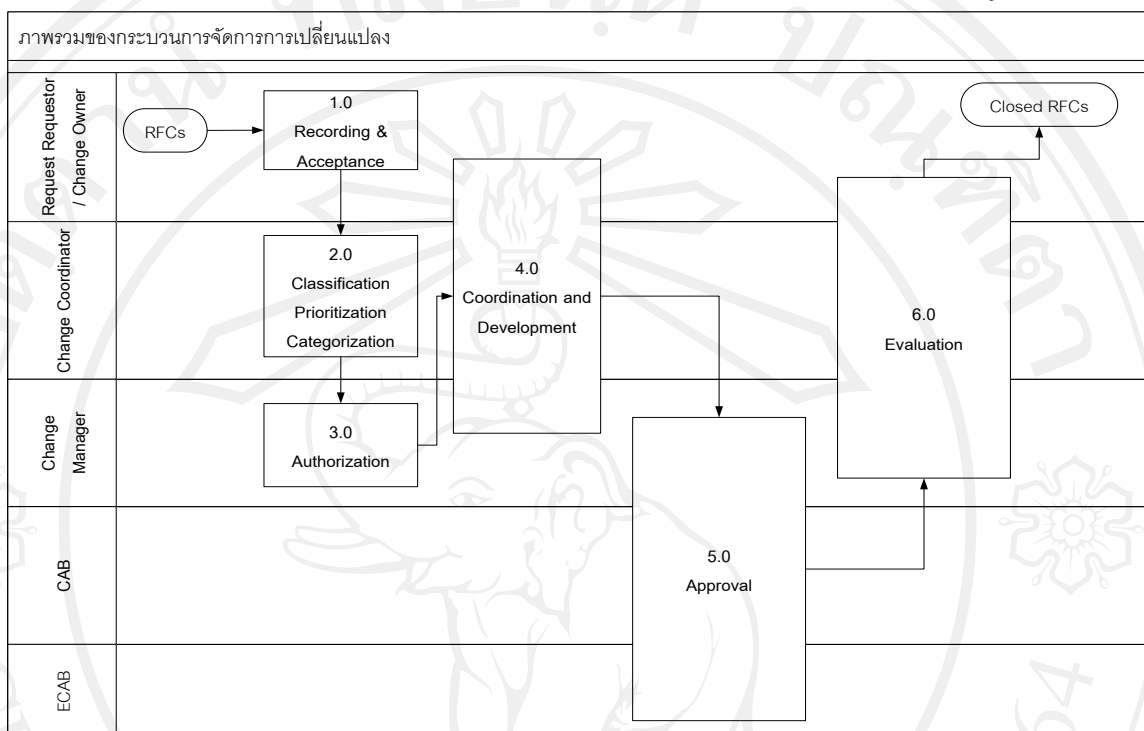 ภาพรวมของกระบวนการจัดการการเปลี่ยนแปลง
Request Requestor
/ Change Owner
RFCs
1.0
Recording &
Acceptance
Closed RFCs
Change Coordinator
2.0
Classification
Prioritization
Categorization
4.0
Coordination and
Development
6.0
Evaluation
Change
Manager
3.0
Authorization
CAB
5.0
Approval
ECAB